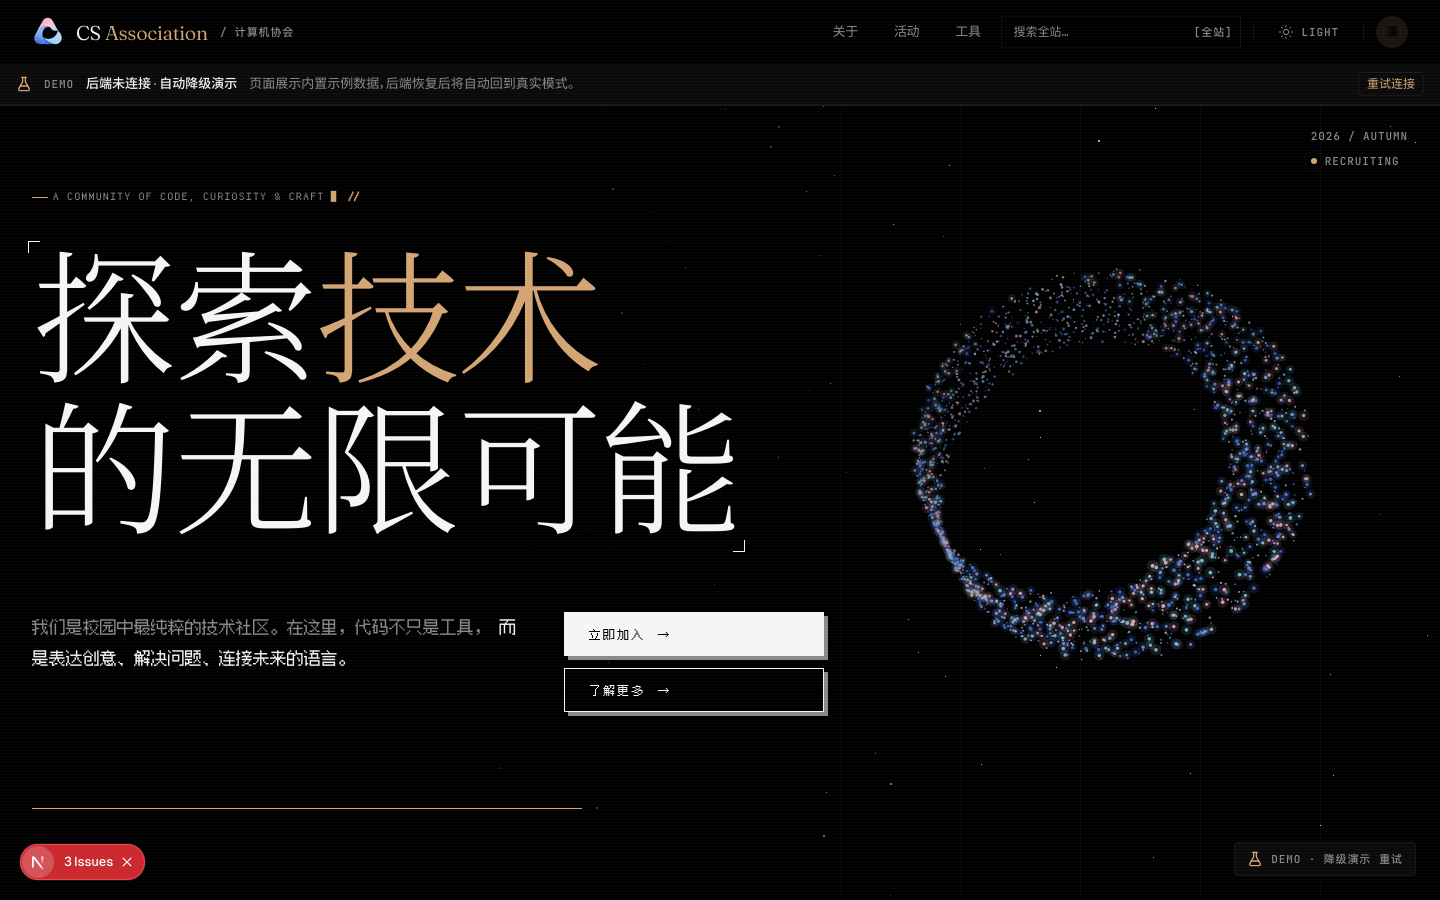 CS Association / 计算机协会
关于 活动 工具 搜索全站… [全站] LIGHT 演
DEMO 后端未连接 · 自动降级演示 页面展示内置示例数据，后端恢复后将自动回到真实模式。 重试连接
2026 / AUTUMN
RECRUITING
A COMMUNITY OF CODE, CURIOSITY & CRAFT //
探索技术
的无限可能
我们是校园中最纯粹的技术社区。在这里，代码不只是工具，而
是表达创意、解决问题、连接未来的语言。
立即加入 →
了解更多 →
3 Issues
DEMO · 降级演示 重试